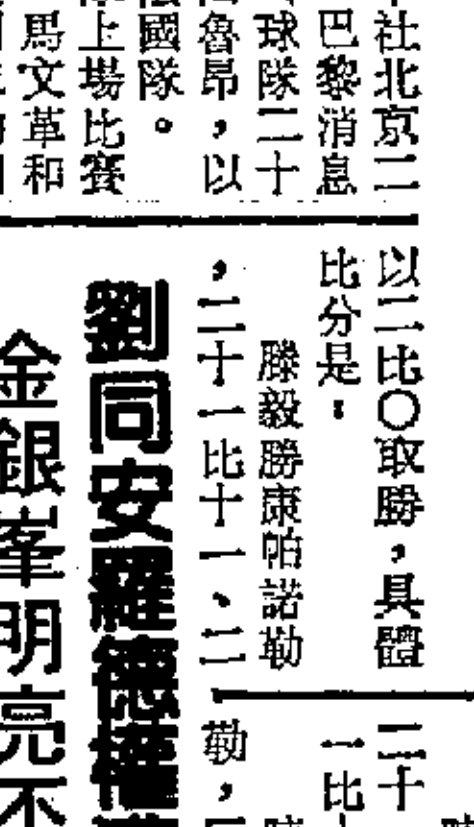 社北京二
巴黎消息
球隊二十
魯昂，以
國隊。
上場比賽
馬文革和
以二比〇取勝，具體
比分是：
滕毅勝康帕諾勒
，二十一比十一、二
劉同安羅德權
金銀峯明亮不
二十
一比
勒，